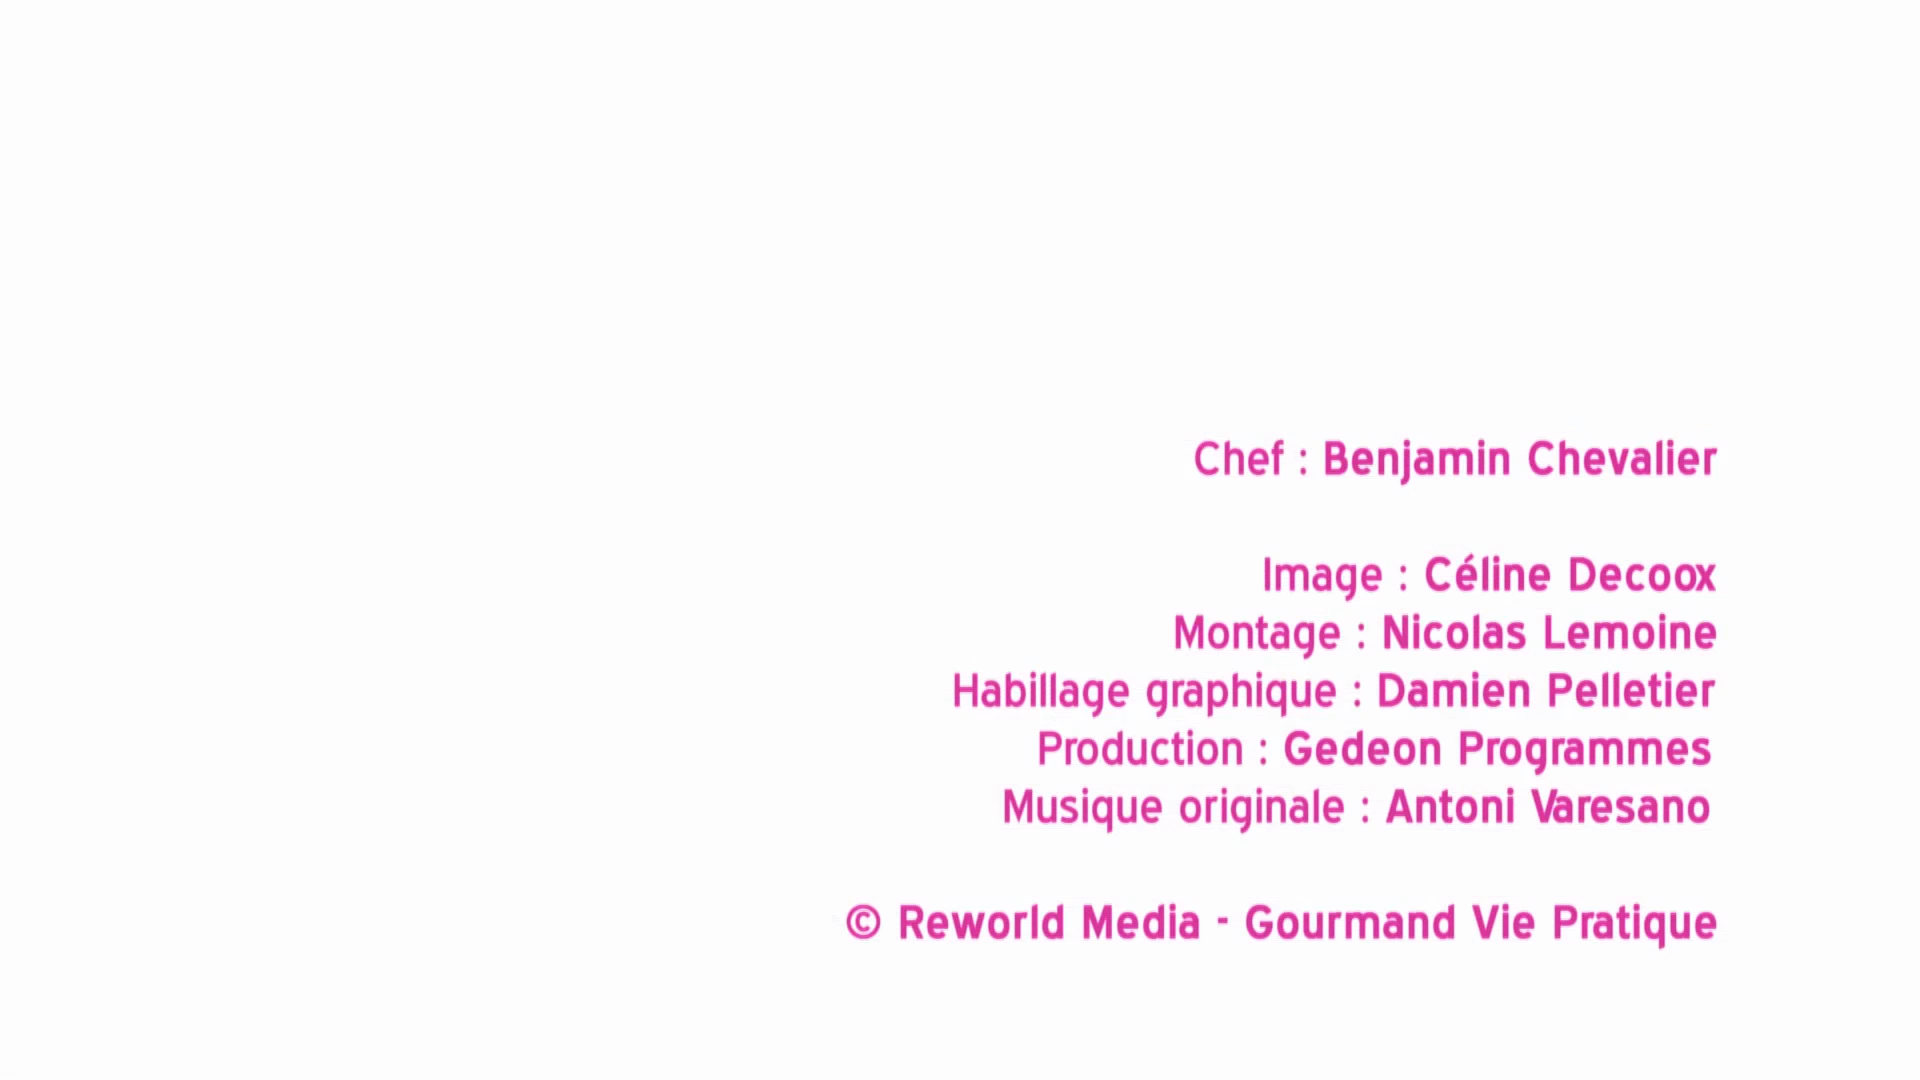 Chef : Benjamin Chevalier
Image : Céline Decoox
Montage : Nicolas Lemoine
Habillage graphique : Damien Pelletier
Production : Gedeon Programmes
Musique originale : Antoni Varesano
© Reworld Media - Gourmand Vie Pratique